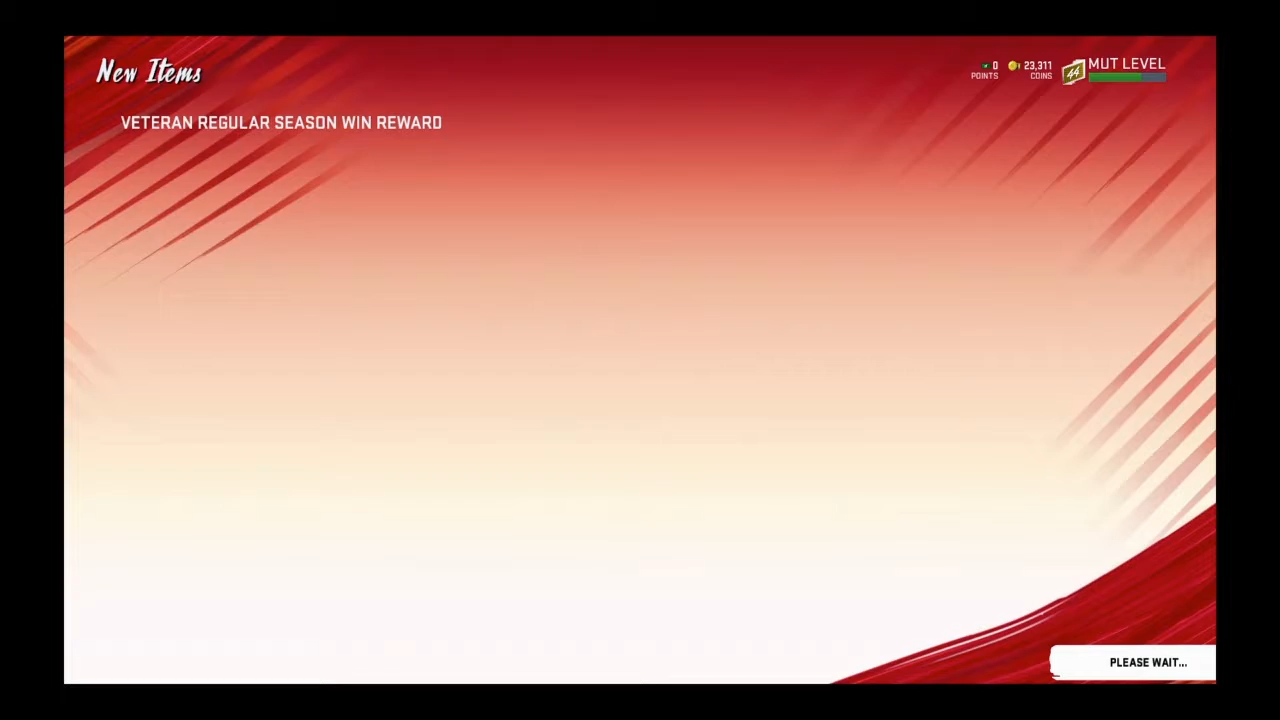 New Items
0
POINTS
23,311
COINS
44
MUT LEVEL
VETERAN REGULAR SEASON WIN REWARD
PLEASE WAIT...